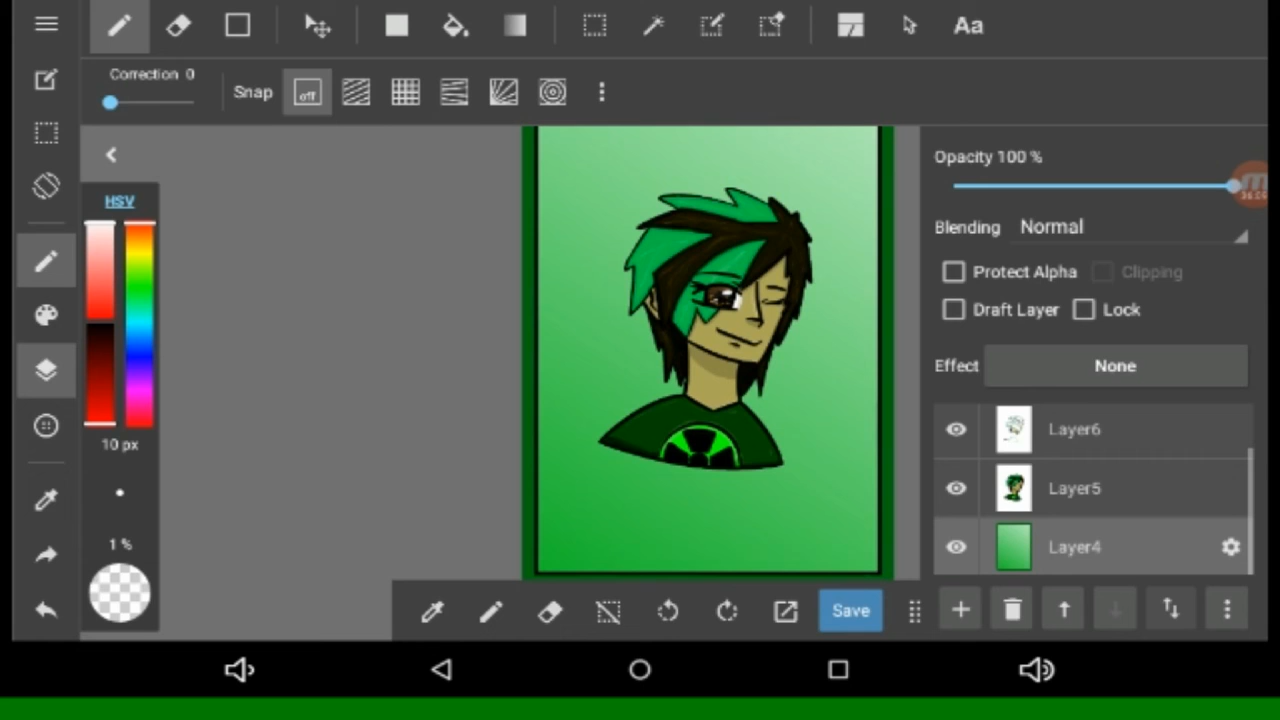 Aa
Correction 0
Snap
off
HSV
10 px
1 %
Opacity 100 %
Blending Normal
Protect Alpha Clipping
Draft Layer Lock
Effect None
Layer6
Layer5
Layer4
Save